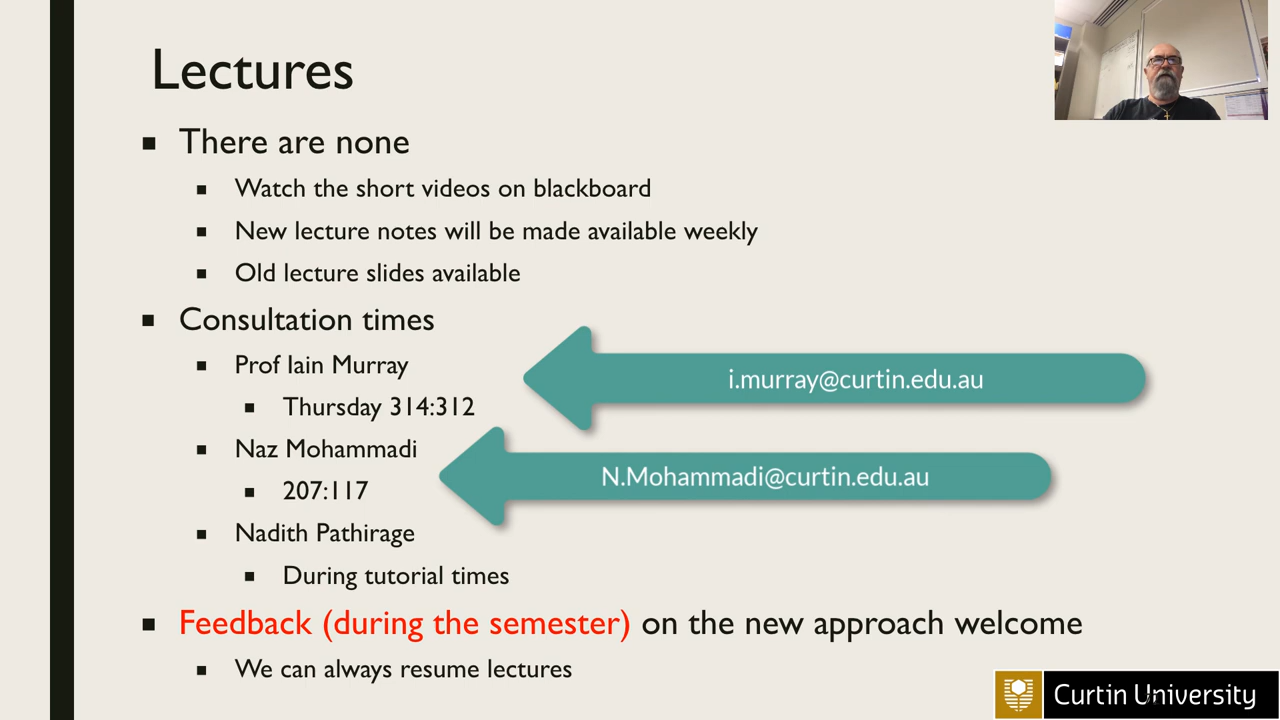 Lectures
There are none
Watch the short videos on blackboard
New lecture notes will be made available weekly
Old lecture slides available
Consultation times
Prof Iain Murray
i.murray@curtin.edu.au
Thursday 314:312
Naz Mohammadi
N.Mohammadi@curtin.edu.au
207:117
Nadith Pathirage
During tutorial times
Feedback (during the semester) on the new approach welcome
We can always resume lectures
Curtin University